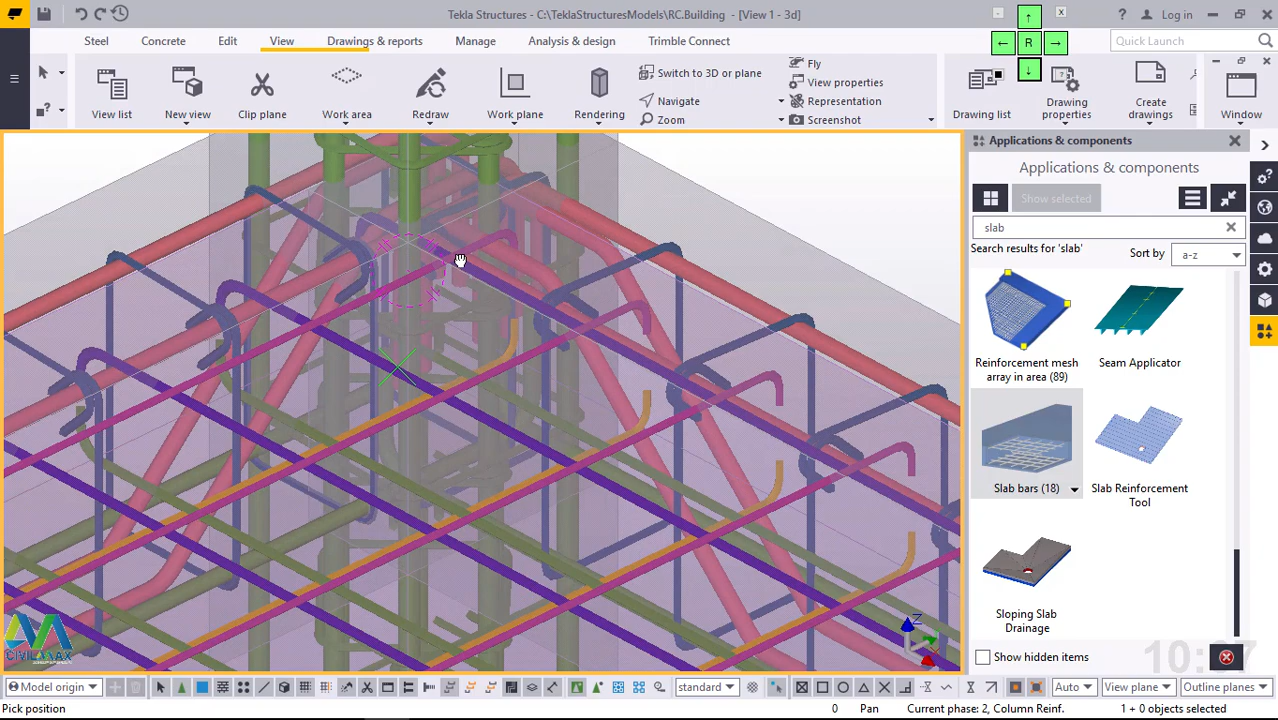 Tekla Structures - C:\TeklaStructuresModels\RC.Building - [View 1 - 3d]
Log in
Steel Concrete Edit View Drawings & reports Manage Analysis & design Trimble Connect
Quick Launch
R
View list
New view
Clip plane
Work area
Redraw
Work plane
Rendering
Switch to 3D or plane
Navigate
Zoom
Fly
View properties
Representation
Screenshot
Drawing list
Drawing properties
Create drawings
Window
Applications & components
Applications & components
Show selected
slab
Search results for 'slab'
Sort by
a-z
Reinforcement mesh
array in area (89)
Seam Applicator
Slab bars (18)
Slab Reinforcement
Tool
Sloping Slab
Drainage
Show hidden items
Z
CIVILMAX
Model origin
standard
Auto
View plane
Outline planes
Pick position
0
Pan
Current phase: 2, Column Reinf.
1 + 0 objects selected